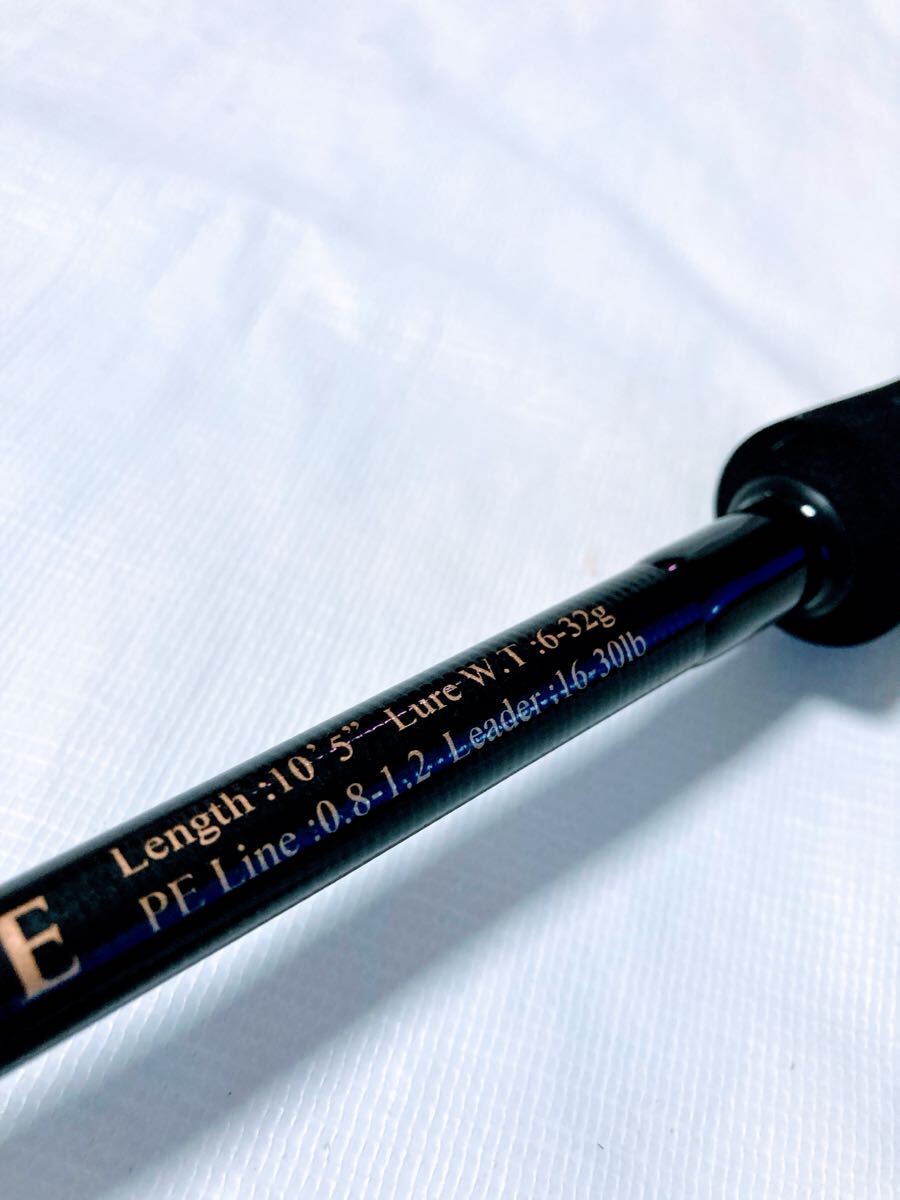 E
Length :10’ 5” Lure W.T :6-32g
PE Line :0.8-1.2 Leader :16-30lb